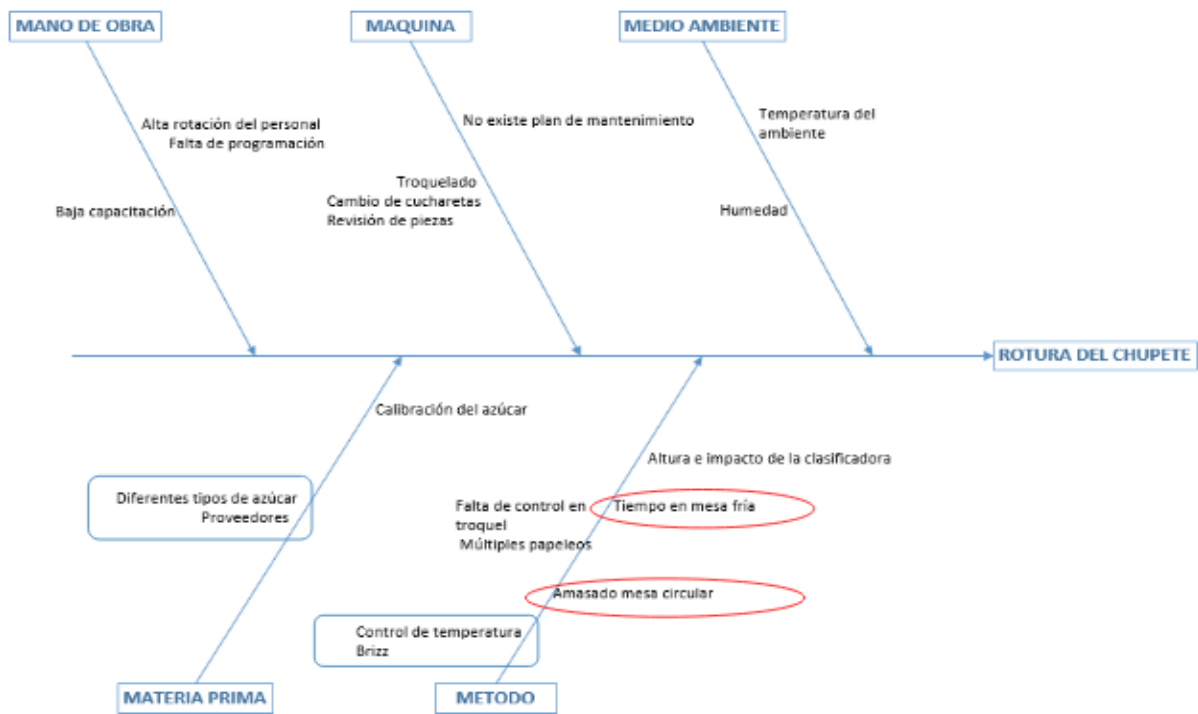 MANO DE OBRA
MAQUINA
MEDIO AMBIENTE
Alta rotación del personal
Falta de programación
Baja capacitación
No existe plan de mantenimiento
Troquelado
Cambio de cucharetas
Revisión de piezas
Temperatura del
ambiente
Humedad
ROTURA DEL CHUPETE
Calibración del azúcar
Diferentes tipos de azúcar
Proveedores
Altura e impacto de la clasificadora
Falta de control en
troquel
Múltiples papeleos
Tiempo en mesa fría
Amasado mesa circular
Control de temperatura
Brizz
MATERIA PRIMA
METODO